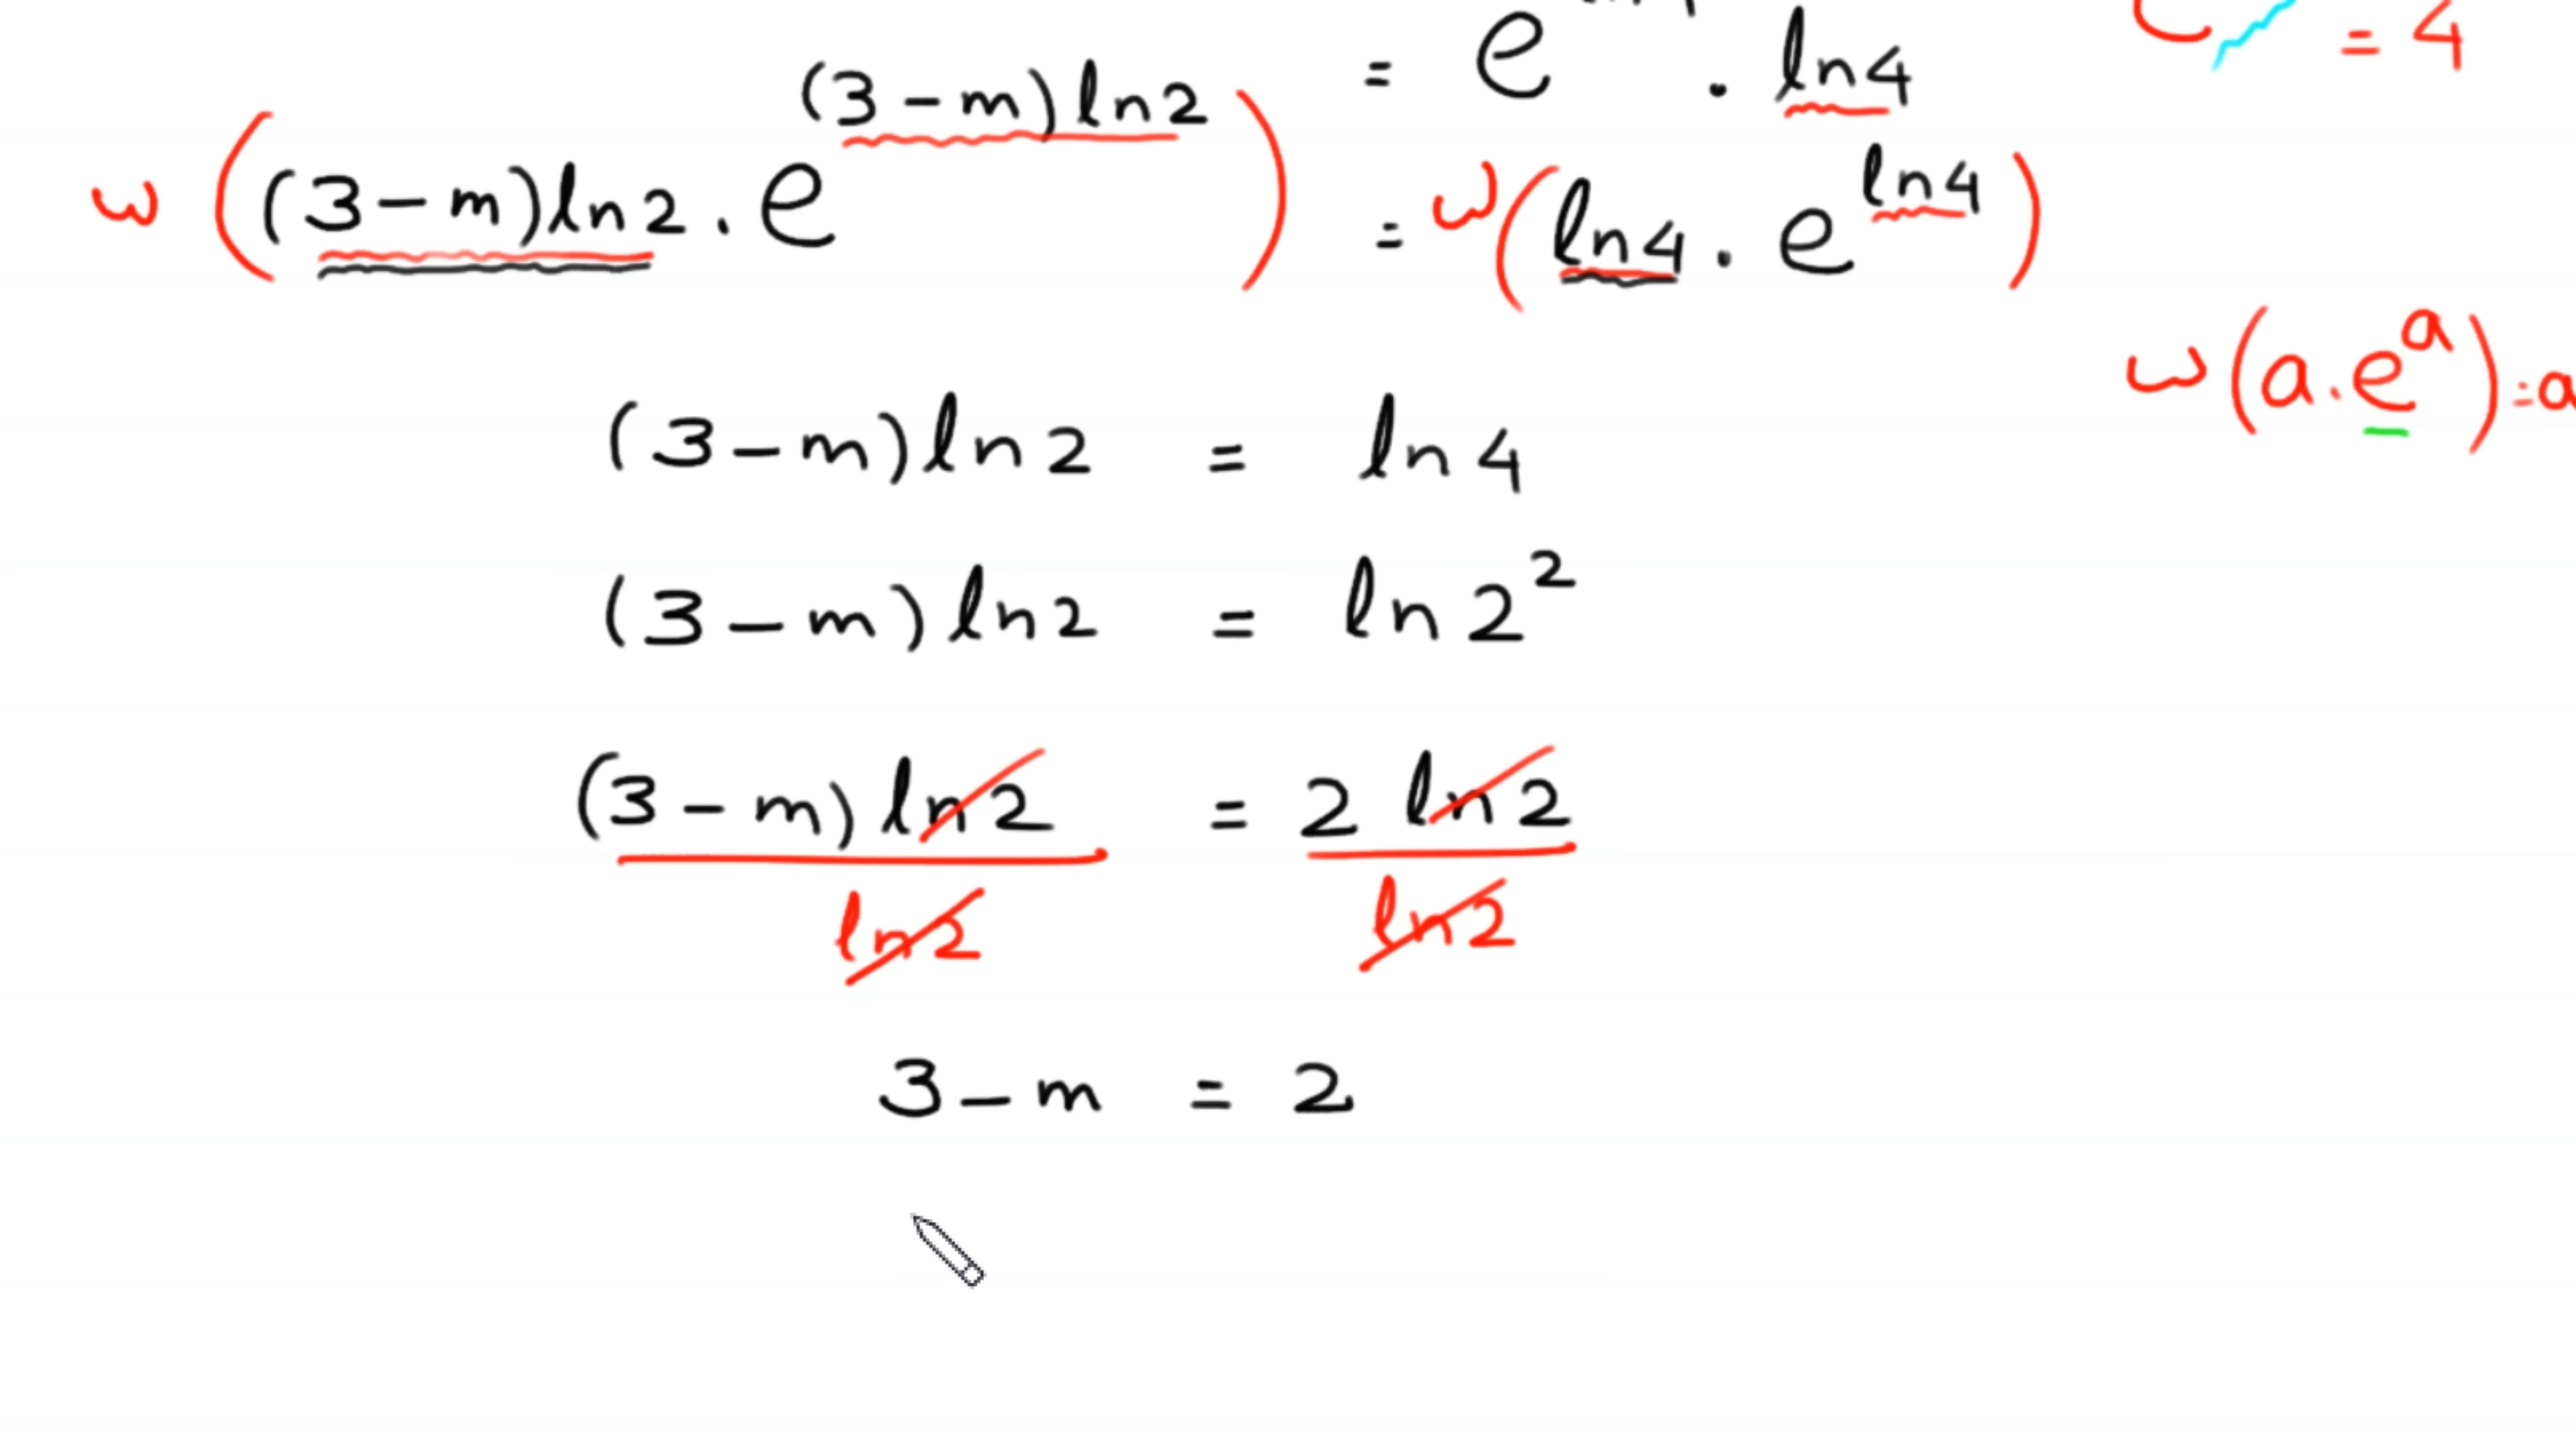 = e . ln4
= 4
w((3-m)ln2 . e^{(3-m)ln2}) = w(ln4 . e^{ln4})
w(a.e^a)=a
(3-m)ln2 = ln4
(3-m)ln2 = ln2²
(3-m)ln2 = 2 ln2
ln2 ln2
3-m = 2